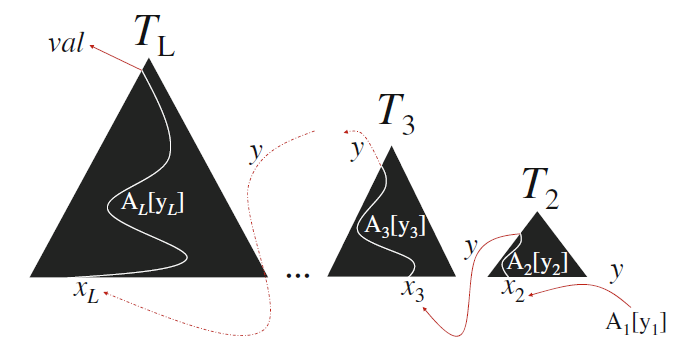 val
T_L
y
A_L[y_L]
x_L
...
T_3
y
A_3[y_3]
x_3
T_2
y
A_2[y_2]
x_2
y
A_1[y_1]